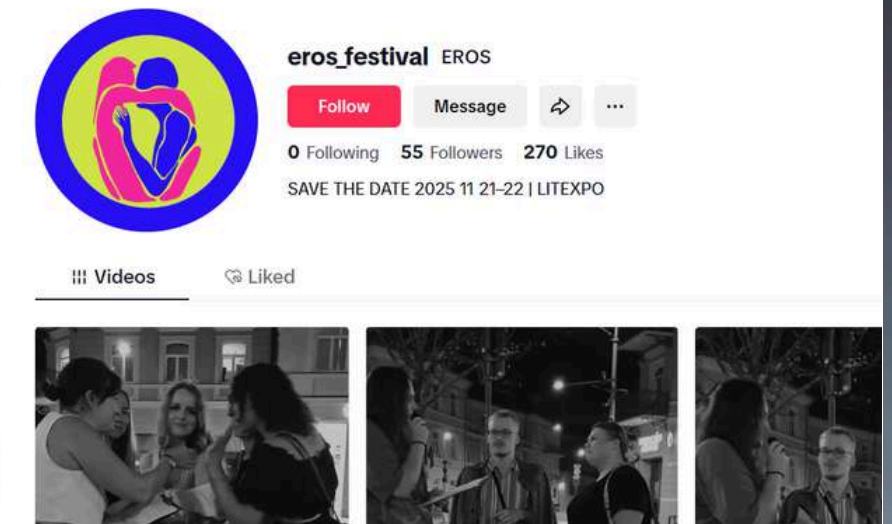 eros_festival EROS
Follow Message ...
0 Following 55 Followers 270 Likes
SAVE THE DATE 2025 11 21–22 | LITEXPO
Videos Liked